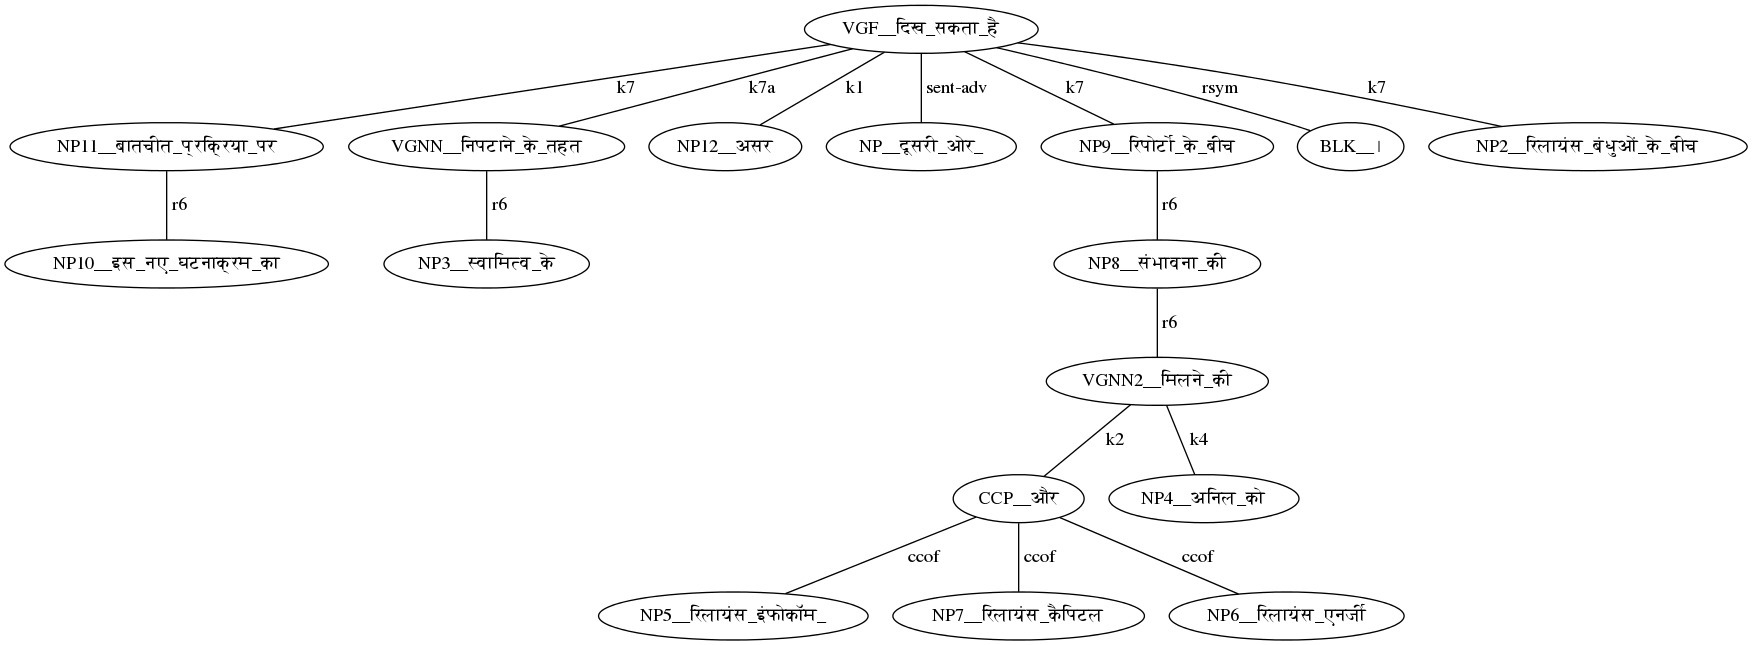 VGF__दिख_सकता_है
k7 k7a k1 sent-adv k7 rsym k7
NP11__बातचीत_प्रक्रिया_पर VGNN__निपटाने_के_तहत NP12__असर NP__दूसरी_ओर_ NP9__रिपोर्टो_के_बीच BLK__। NP2__रिलायंस_बंधुओं_के_बीच
r6 r6 r6
NP10__इस_नए_घटनाक्रम_का NP3__स्वामित्व_के NP8__संभावना_की
r6
VGNN2__मिलने_की
k2 k4
CCP__और NP4__अनिल_को
ccof ccof ccof
NP5__रिलायंस_इंफोकॉम_ NP7__रिलायंस_कैपिटल NP6__रिलायंस_एनर्जी